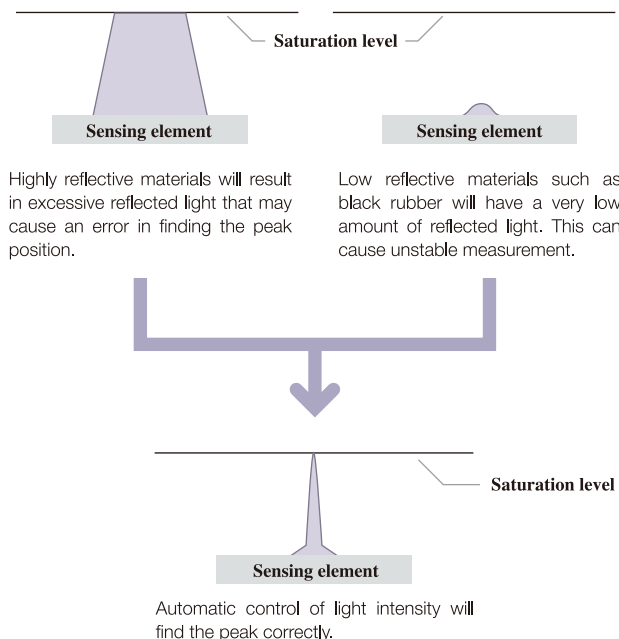 Saturation level
Sensing element
Sensing element
Highly reflective materials will result
in excessive reflected light that may
cause an error in finding the peak
position.
Low reflective materials such as
black rubber will have a very low
amount of reflected light. This can
cause unstable measurement.
Saturation level
Sensing element
Automatic control of light intensity will
find the peak correctly.